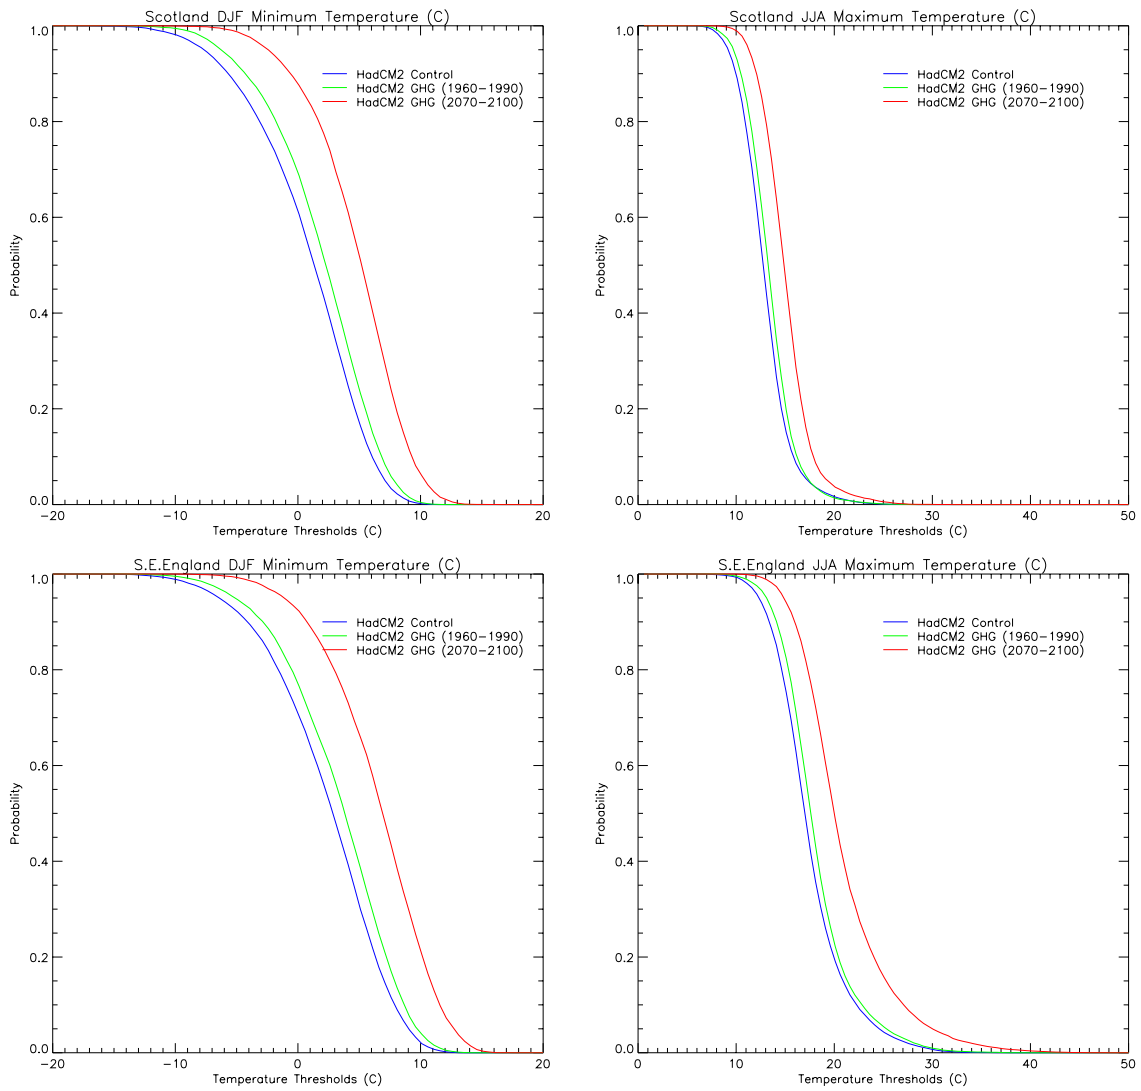 Scotland DJF Minimum Temperature (C)
1.0
HadCM2 Control
HadCM2 GHG (1960−1990)
HadCM2 GHG (2070−2100)
0.8
0.6
Probability
0.4
0.2
0.0
−20 −10 0 10 20
Temperature Thresholds (C)
Scotland JJA Maximum Temperature (C)
1.0
HadCM2 Control
HadCM2 GHG (1960−1990)
HadCM2 GHG (2070−2100)
0.8
0.6
Probability
0.4
0.2
0.0
0 10 20 30 40 50
Temperature Thresholds (C)
S.E.England DJF Minimum Temperature (C)
1.0
HadCM2 Control
HadCM2 GHG (1960−1990)
HadCM2 GHG (2070−2100)
0.8
0.6
Probability
0.4
0.2
0.0
−20 −10 0 10 20
Temperature Thresholds (C)
S.E.England JJA Maximum Temperature (C)
1.0
HadCM2 Control
HadCM2 GHG (1960−1990)
HadCM2 GHG (2070−2100)
0.8
0.6
Probability
0.4
0.2
0.0
0 10 20 30 40 50
Temperature Thresholds (C)